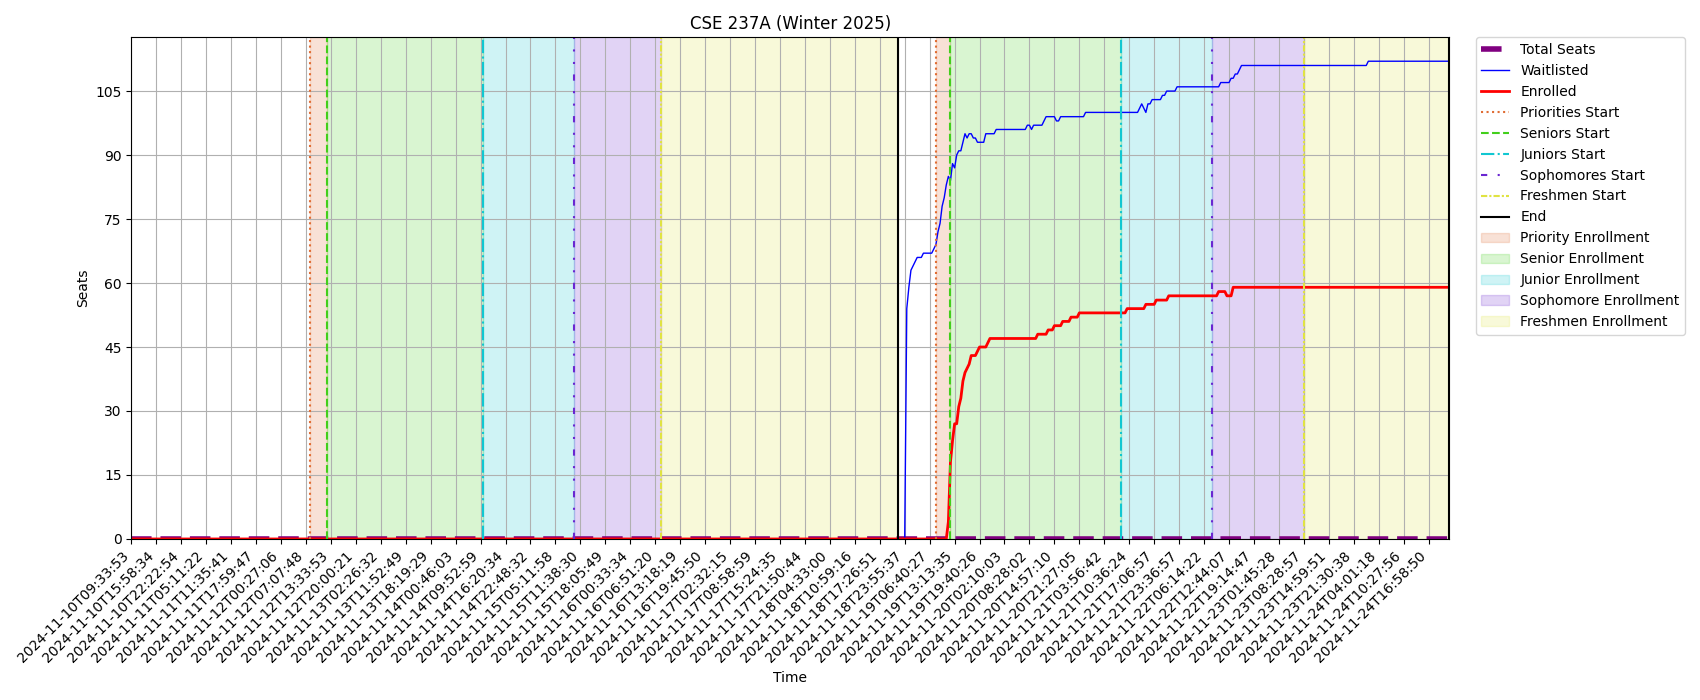 CSE 237A (Winter 2025)
Seats
105
90
75
60
45
30
15
0
2024-11-10T09:33:53
2024-11-10T15:58:34
2024-11-10T22:22:54
2024-11-11T05:11:22
2024-11-11T11:35:41
2024-11-11T17:59:47
2024-11-12T00:27:06
2024-11-12T07:07:48
2024-11-12T13:33:53
2024-11-12T20:00:21
2024-11-13T02:26:32
2024-11-13T11:52:49
2024-11-13T18:19:29
2024-11-14T00:46:03
2024-11-14T09:52:59
2024-11-14T16:20:34
2024-11-14T22:48:32
2024-11-15T05:11:58
2024-11-15T11:38:30
2024-11-15T18:05:49
2024-11-16T00:33:34
2024-11-16T06:51:20
2024-11-16T13:18:19
2024-11-16T19:45:50
2024-11-17T02:32:15
2024-11-17T08:58:59
2024-11-17T15:24:35
2024-11-17T21:50:44
2024-11-18T04:33:00
2024-11-18T10:59:16
2024-11-18T17:26:51
2024-11-18T23:55:37
2024-11-19T06:40:27
2024-11-19T13:13:35
2024-11-19T19:40:26
2024-11-20T02:10:03
2024-11-20T08:28:02
2024-11-20T14:57:10
2024-11-20T21:27:05
2024-11-21T03:56:42
2024-11-21T10:36:24
2024-11-21T17:06:57
2024-11-21T23:36:57
2024-11-22T06:14:22
2024-11-22T12:44:07
2024-11-22T19:14:47
2024-11-23T01:45:28
2024-11-23T08:28:57
2024-11-23T14:59:51
2024-11-23T21:30:38
2024-11-24T04:01:18
2024-11-24T10:27:56
2024-11-24T16:58:50
Time
Total Seats
Waitlisted
Enrolled
Priorities Start
Seniors Start
Juniors Start
Sophomores Start
Freshmen Start
End
Priority Enrollment
Senior Enrollment
Junior Enrollment
Sophomore Enrollment
Freshmen Enrollment